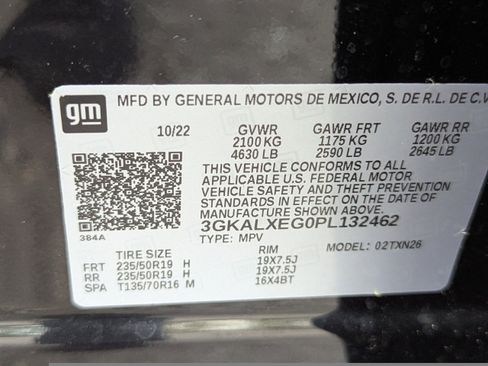 gm
MFD BY GENERAL MOTORS DE MEXICO, S. DE R.L. DE C.V
10/22 GVWR GAWR FRT GAWR RR
2100 KG 1175 KG 1200 KG
4630 LB 2590 LB 2645 LB
THIS VEHICLE CONFORMS TO ALL
APPLICABLE U.S. FEDERAL MOTOR
VEHICLE SAFETY AND THEFT PREVENTION
STANDARDS IN EFFECT ON THE DATE OF
MANUFACTURE SHOWN ABOVE.
3GKALXEG0PL132462
384A
TYPE: MPV MODEL: 02TXN26
TIRE SIZE RIM
FRT 235/50R19 H 19X7.5J
RR 235/50R19 H 19X7.5J
SPA T135/70R16 M 16X4BT